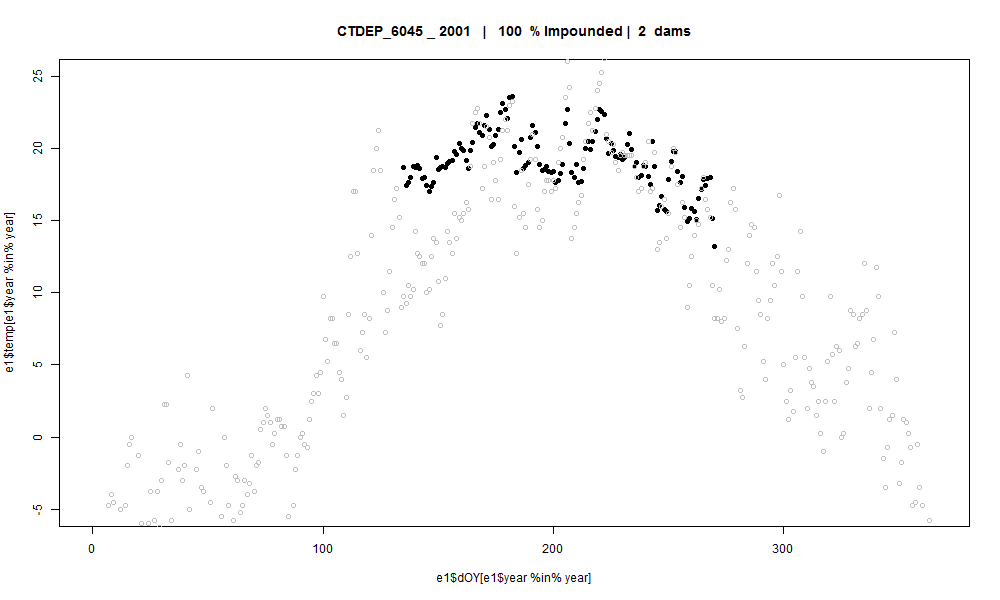 CTDEP_6045 _ 2001 | 100 % Impounded | 2 dams
e1$temp[e1$year %in% year]
25
20
15
10
5
0
-5
0 100 200 300
e1$dOY[e1$year %in% year]